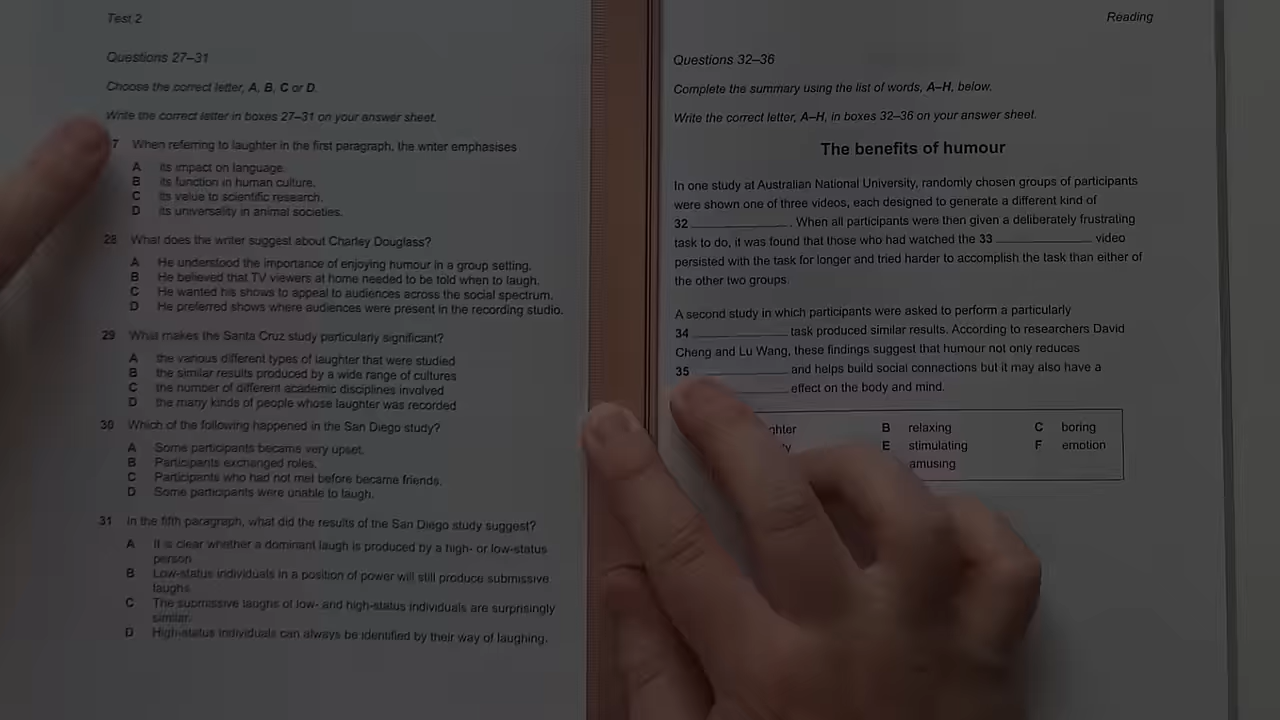 Test 2
Questions 27–31
Choose the correct letter, A, B, C or D.
Write the correct letter in boxes 27–31 on your answer sheet.
7 When referring to laughter in the first paragraph, the writer emphasises
A its impact on language.
B its function in human culture.
C its value to scientific research.
D its universality in animal societies.
28 What does the writer suggest about Charley Douglass?
A He understood the importance of enjoying humour in a group setting.
B He believed that TV viewers at home needed to be told when to laugh.
C He wanted his shows to appeal to audiences across the social spectrum.
D He preferred shows where audiences were present in the recording studio.
29 What makes the Santa Cruz study particularly significant?
A the various different types of laughter that were studied
B the similar results produced by a wide range of cultures
C the number of different academic disciplines involved
D the many kinds of people whose laughter was recorded
30 Which of the following happened in the San Diego study?
A Some participants became very upset.
B Participants exchanged roles.
C Participants who had not met before became friends.
D Some participants were unable to laugh.
31 In the fifth paragraph, what did the results of the San Diego study suggest?
A It is clear whether a dominant laugh is produced by a high- or low-status
person.
B Low-status individuals in a position of power will still produce submissive
laughs.
C The submissive laughs of low- and high-status individuals are surprisingly
similar.
D High-status individuals can always be identified by their way of laughing.
Reading
Questions 32–36
Complete the summary using the list of words, A–H, below.
Write the correct letter, A–H, in boxes 32–36 on your answer sheet.
The benefits of humour
In one study at Australian National University, randomly chosen groups of participants
were shown one of three videos, each designed to generate a different kind of
32 ______________. When all participants were then given a deliberately frustrating
task to do, it was found that those who had watched the 33 ______________ video
persisted with the task for longer and tried harder to accomplish the task than either of
the other two groups.
A second study in which participants were asked to perform a particularly
34 ______________ task produced similar results. According to researchers David
Cheng and Lu Wang, these findings suggest that humour not only reduces
35 ______________ and helps build social connections but it may also have a
______________ effect on the body and mind.
B relaxing C boring
E stimulating F emotion
amusing